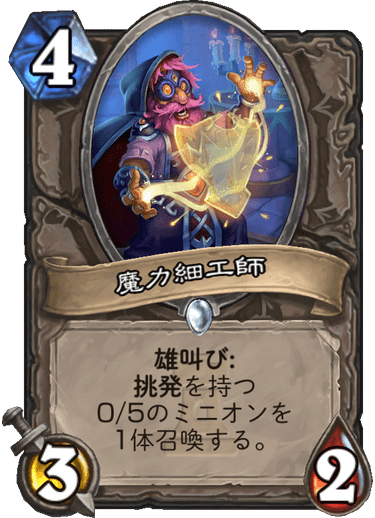 4
魔力細工師
雄叫び:
挑発を持つ
0/5のミニオンを
1体召喚する。
3
2